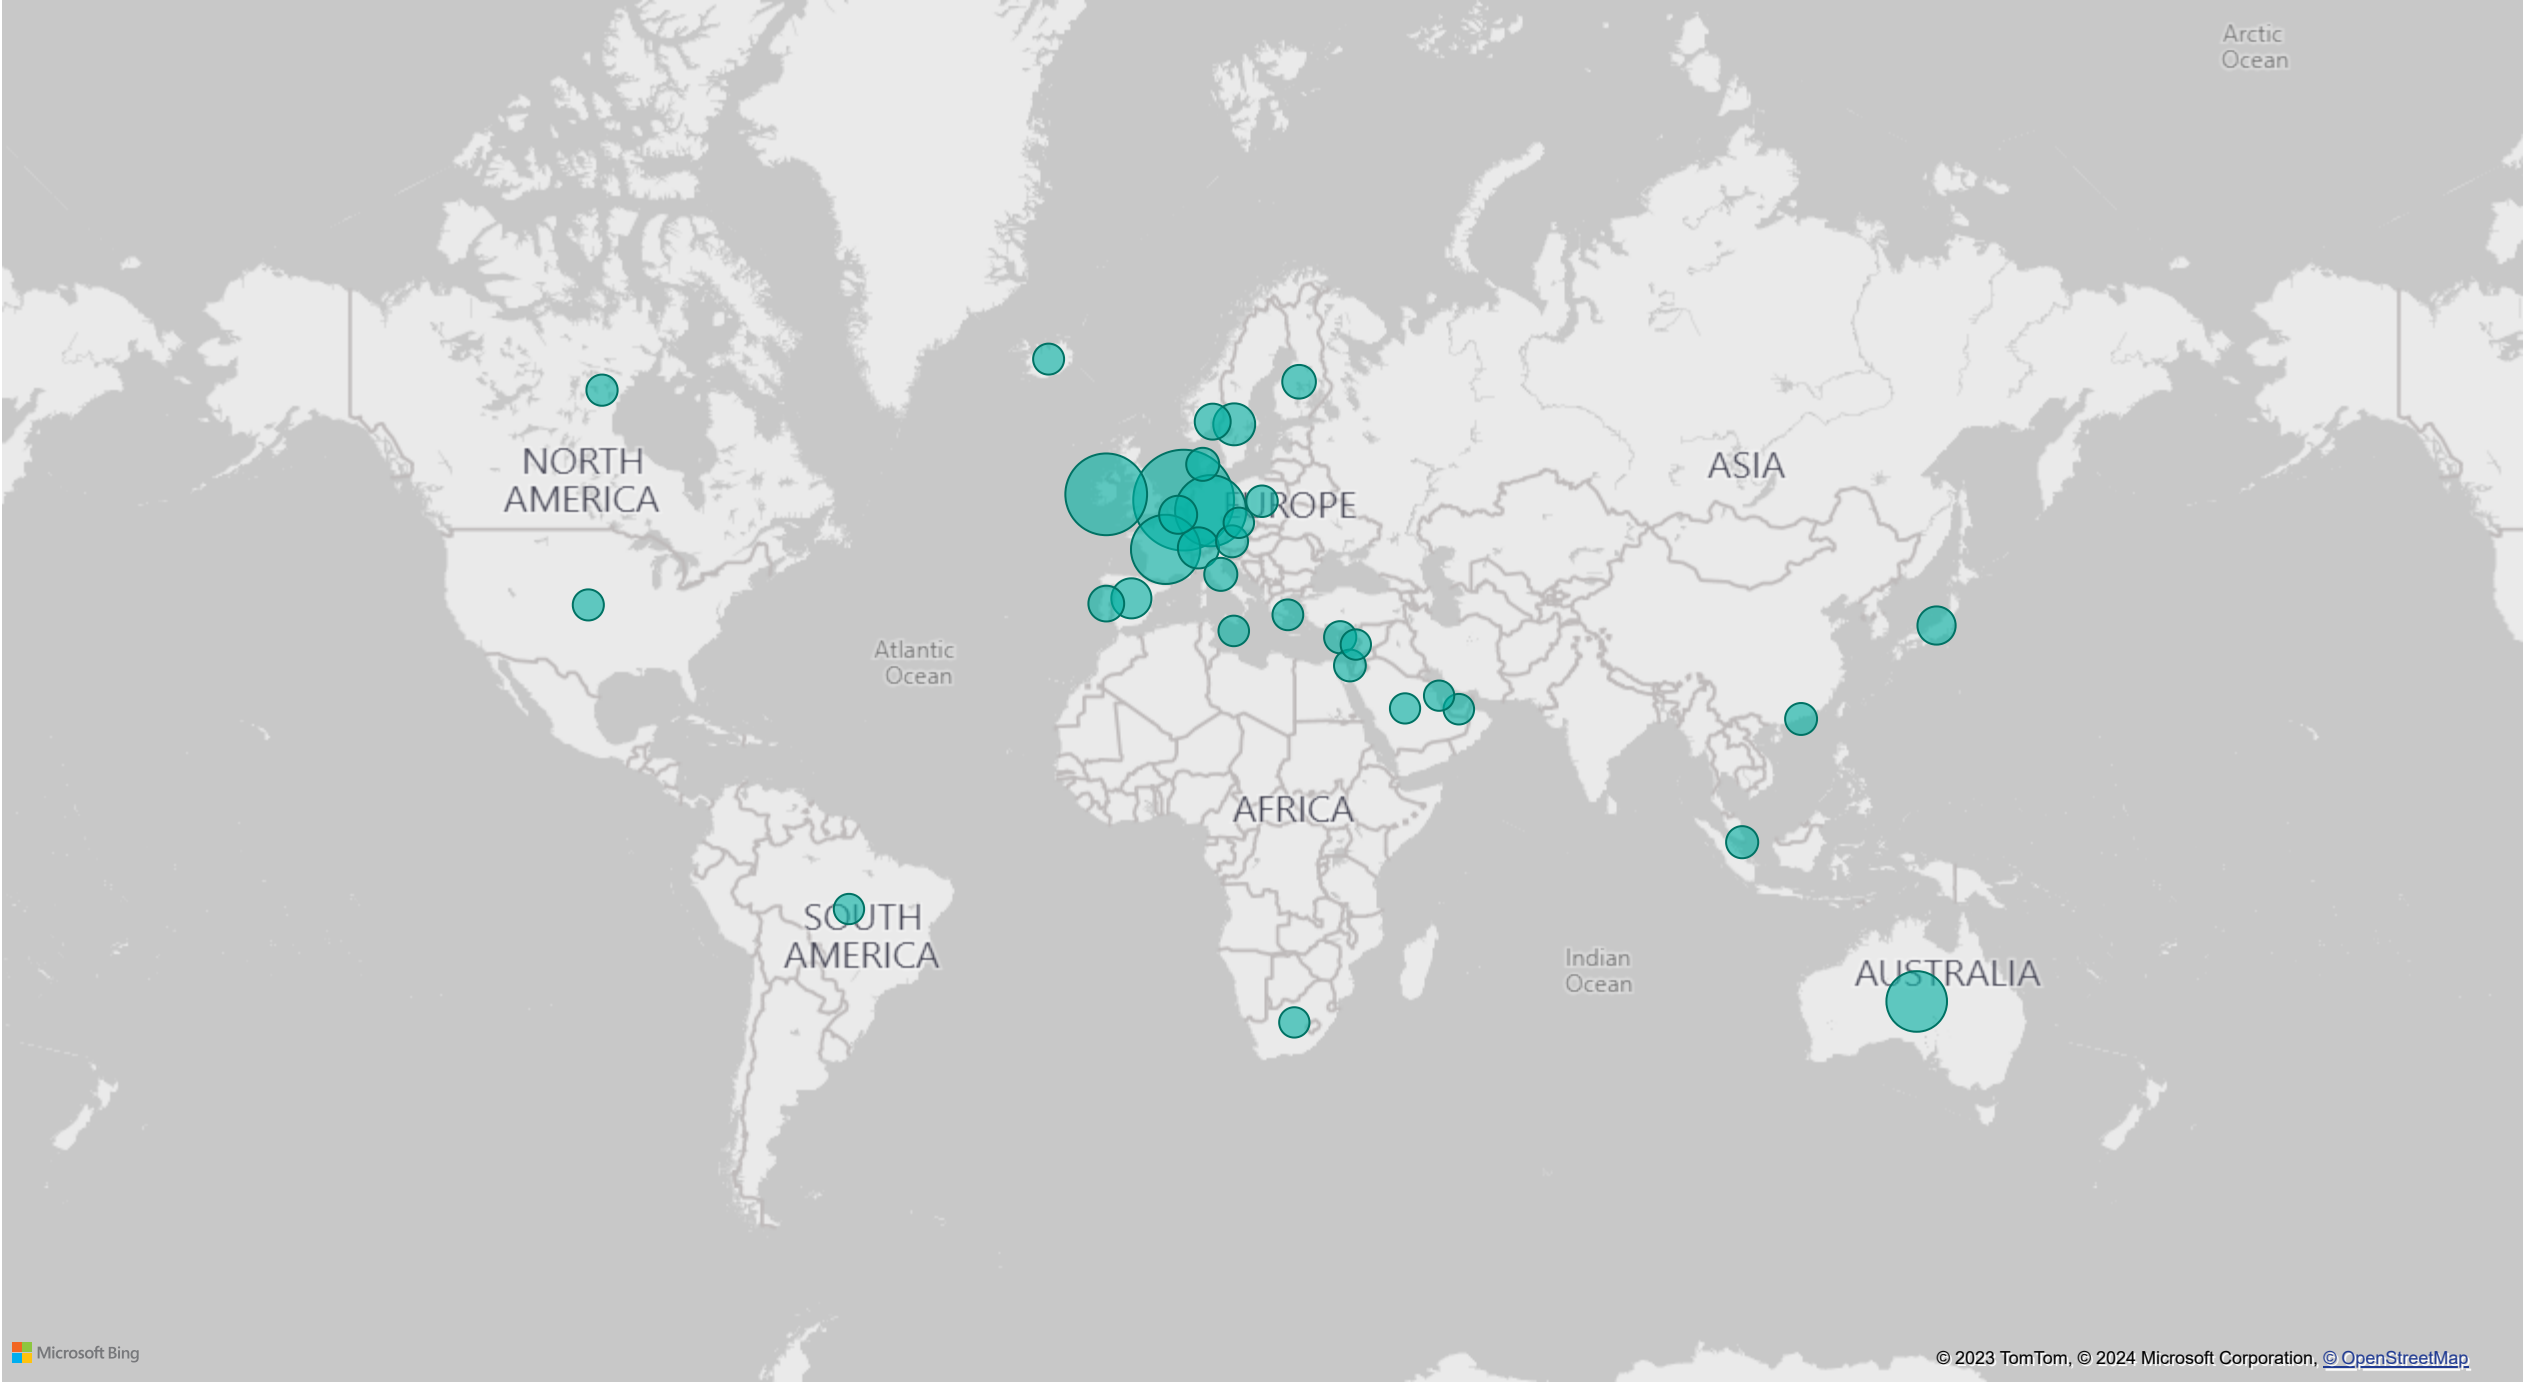 Arctic
Ocean
NORTH
AMERICA
EUROPE
ASIA
Atlantic
Ocean
AFRICA
SOUTH
AMERICA
Indian
Ocean
AUSTRALIA
Microsoft Bing
© 2023 TomTom, © 2024 Microsoft Corporation, © OpenStreetMap